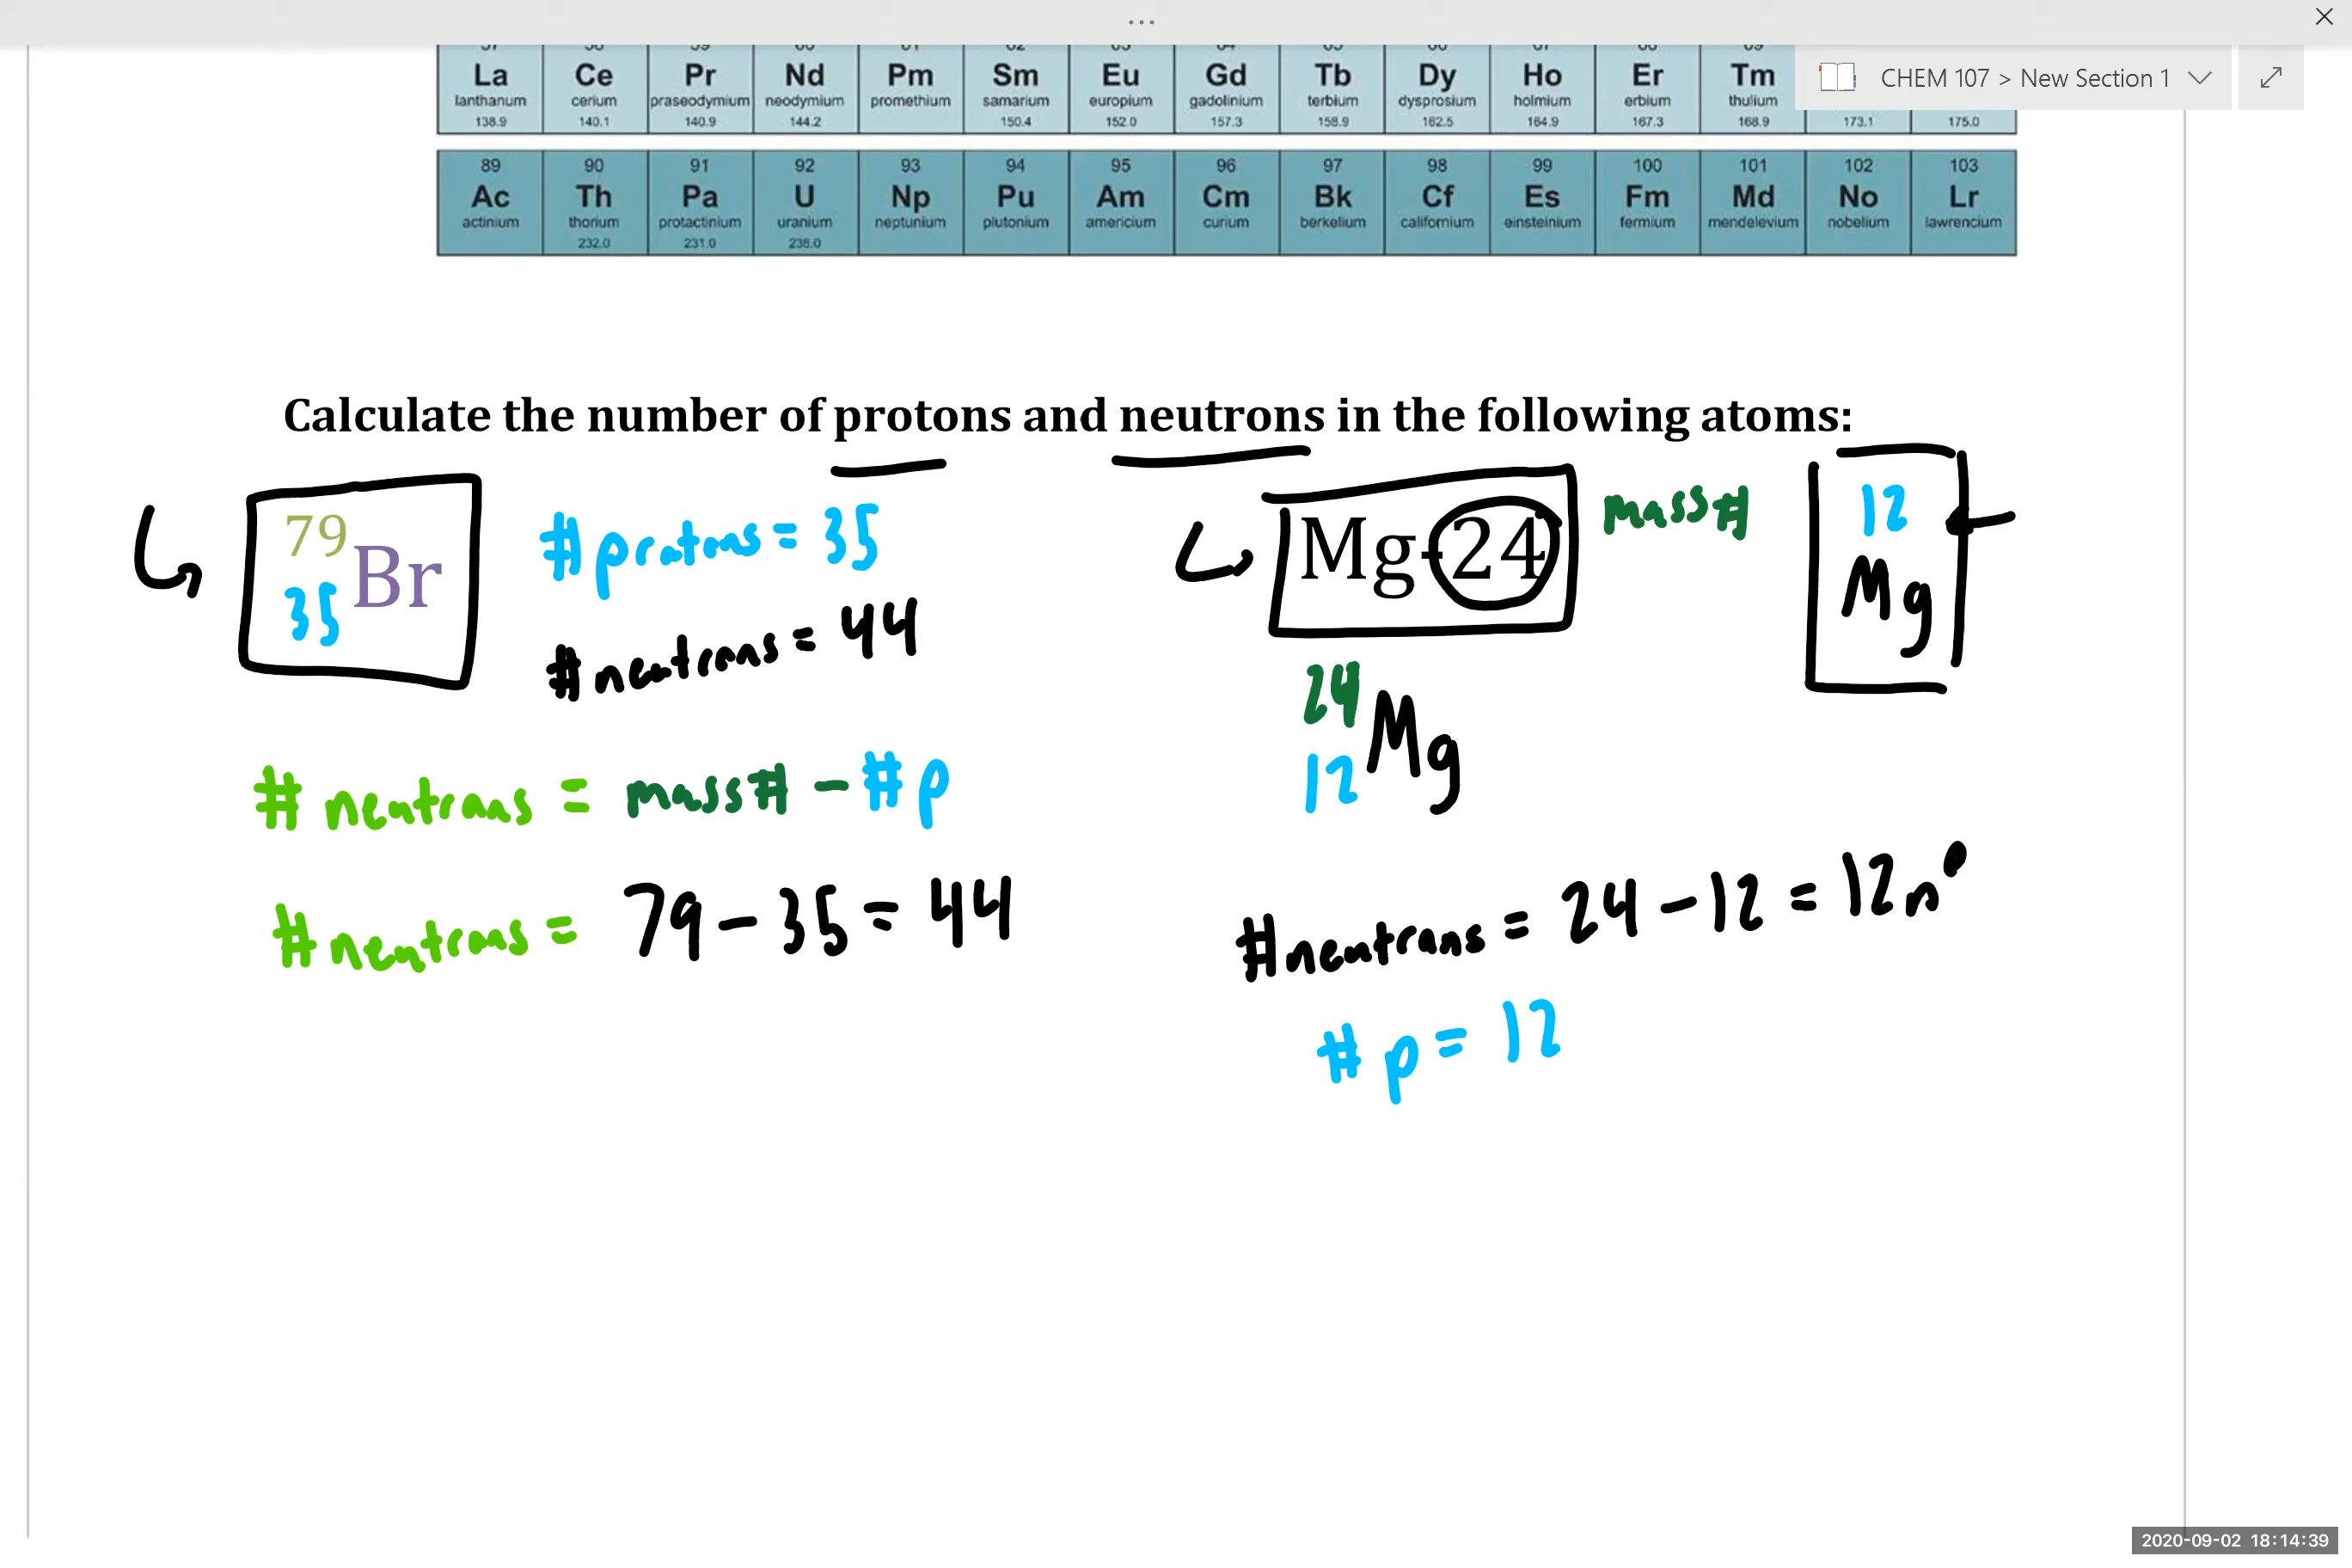 ...
CHEM 107 > New Section 1
La Ce Pr Nd Pm Sm Eu Gd Tb Dy Ho Er Tm
lanthanum cerium praseodymium neodymium promethium samarium europium gadolinium terbium dysprosium holmium erbium thulium
138.9 140.1 140.9 144.2 150.4 152.0 157.3 158.9 162.5 164.9 167.3 168.9 173.1 175.0
89 90 91 92 93 94 95 96 97 98 99 100 101 102 103
Ac Th Pa U Np Pu Am Cm Bk Cf Es Fm Md No Lr
actinium thorium protactinium uranium neptunium plutonium americium curium berkelium californium einsteinium fermium mendelevium nobelium lawrencium
232.0 231.0 238.0
Calculate the number of protons and neutrons in the following atoms:
79
35 Br
#protons = 35
#neutrons = 44
# neutrons = mass# - #p
#neutrons = 79 - 35 = 44
Mg-24 mass#
12
Mg
24
12 Mg
#neutrons = 24 - 12 = 12n°
# p = 12
2020-09-02 18:14:39